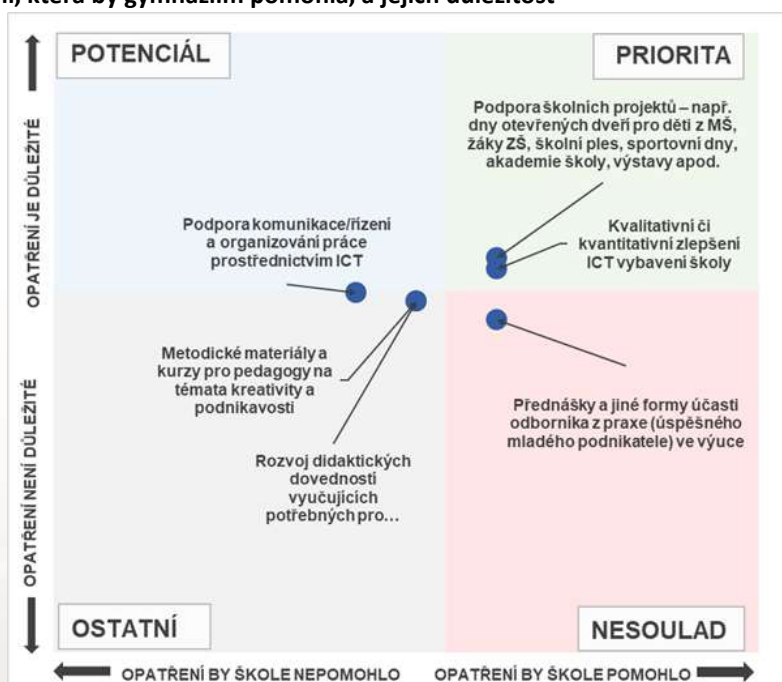 která by gymnáziím pomohla, a jejich důležitost
POTENCIÁL
PRIORITA
Podpora školních projektů – např.
dny otevřených dveří pro děti z MŠ,
žáky ZŠ, školní ples, sportovní dny,
akademie školy, výstavy apod.
OPATŘENÍ JE DŮLEŽITÉ
Podpora komunikace/řízení
a organizování práce
prostřednictvím ICT
Kvalitativní či
kvantitativní zlepšení
ICT vybavení školy
Metodické materiály a
kurzy pro pedagogy na
témata kreativity a
podnikavosti
Přednášky a jiné formy účasti
odborníka z praxe (úspěšného
mladého podnikatele) ve výuce
Rozvoj didaktických
dovedností
vyučujících
potřebných pro...
OPATŘENÍ NENÍ DŮLEŽITÉ
OSTATNÍ
NESOULAD
OPATŘENÍ BY ŠKOLE NEPOMOHLO
OPATŘENÍ BY ŠKOLE POMOHLO